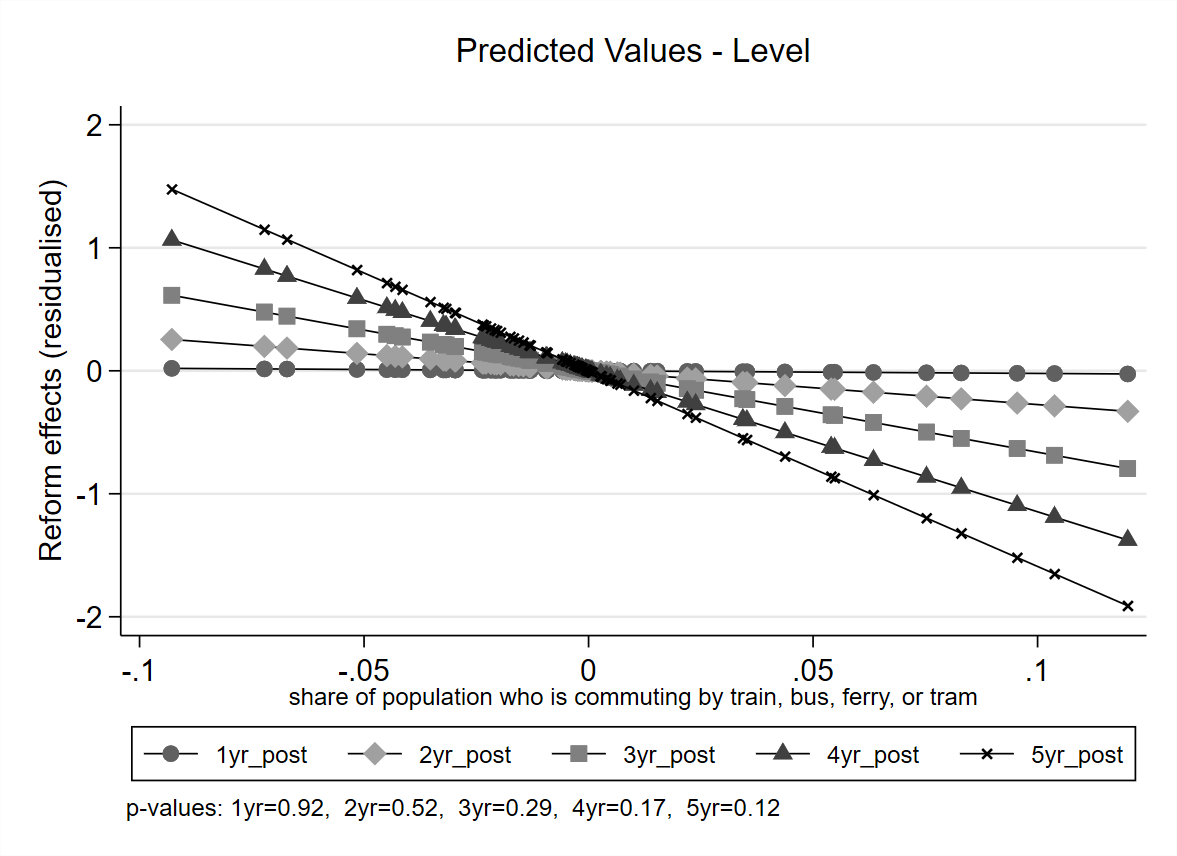 Predicted Values - Level
Reform effects (residualised)
2
1
0
-1
-2
-.1 -.05 0 .05 .1
share of population who is commuting by train, bus, ferry, or tram
1yr_post 2yr_post 3yr_post 4yr_post 5yr_post
p-values: 1yr=0.92, 2yr=0.52, 3yr=0.29, 4yr=0.17, 5yr=0.12